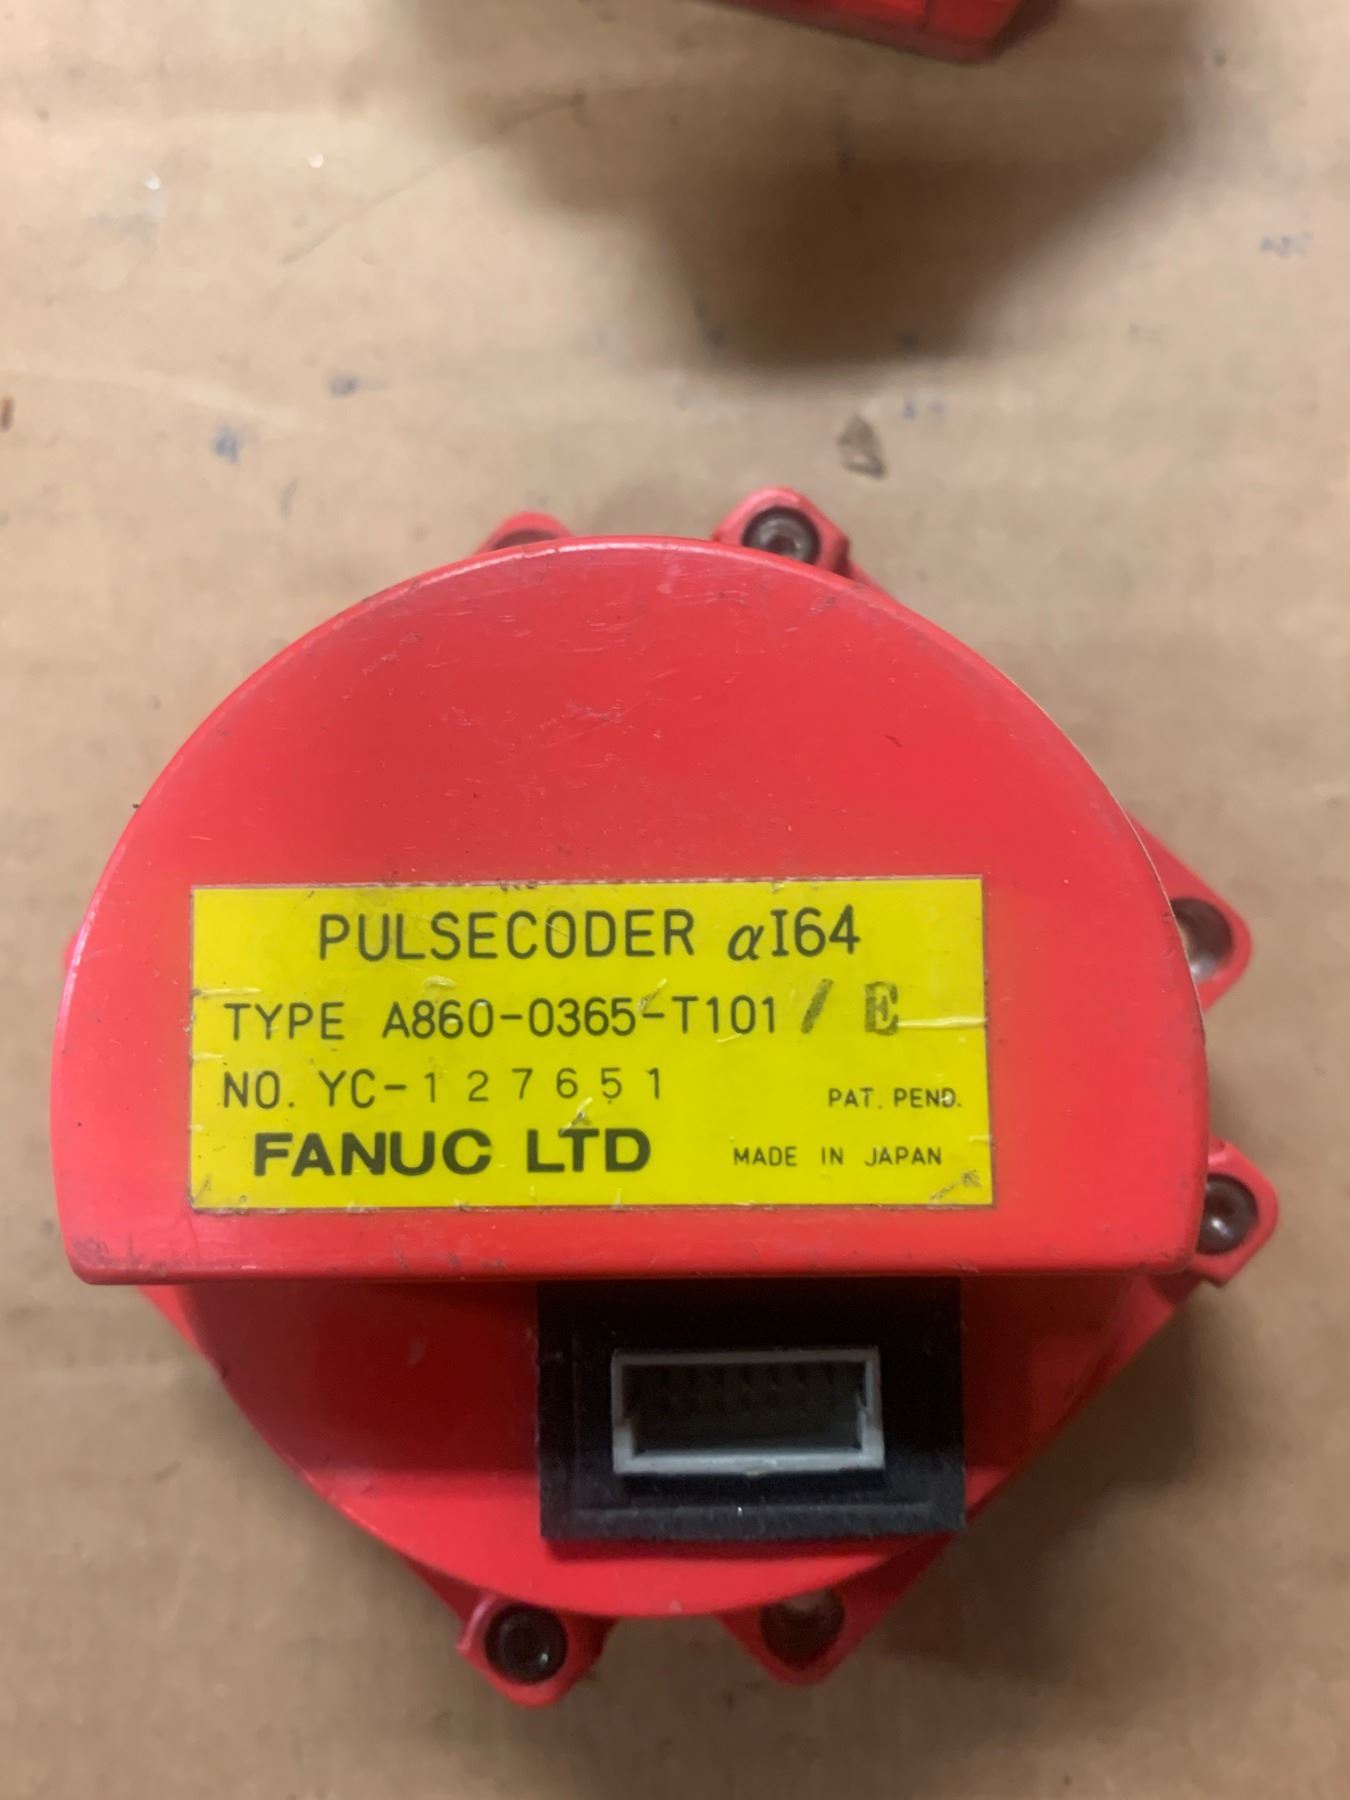 PULSECODER αI64
TYPE A860-0365-T101 / E
NO. YC-127651 PAT. PEND.
FANUC LTD MADE IN JAPAN